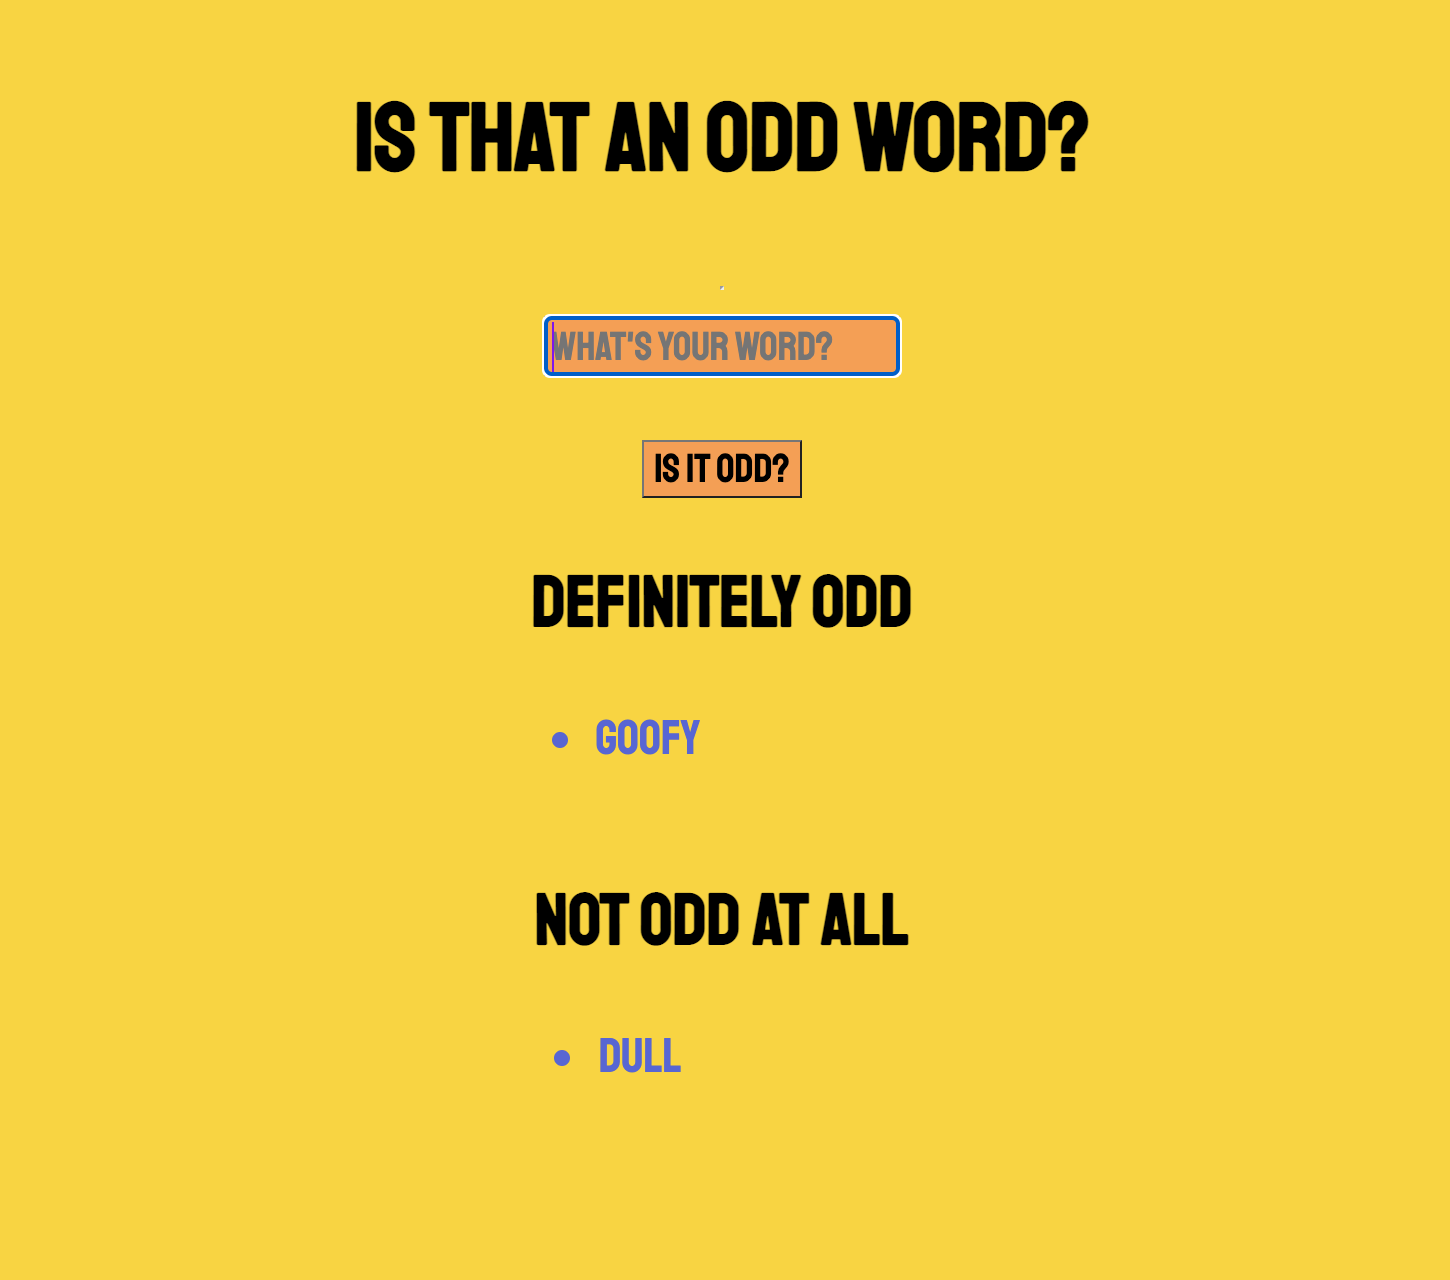 IS THAT AN ODD WORD?
WHAT'S YOUR WORD?
IS IT ODD?
DEFINITELY ODD
• GOOFY
NOT ODD AT ALL
• DULL